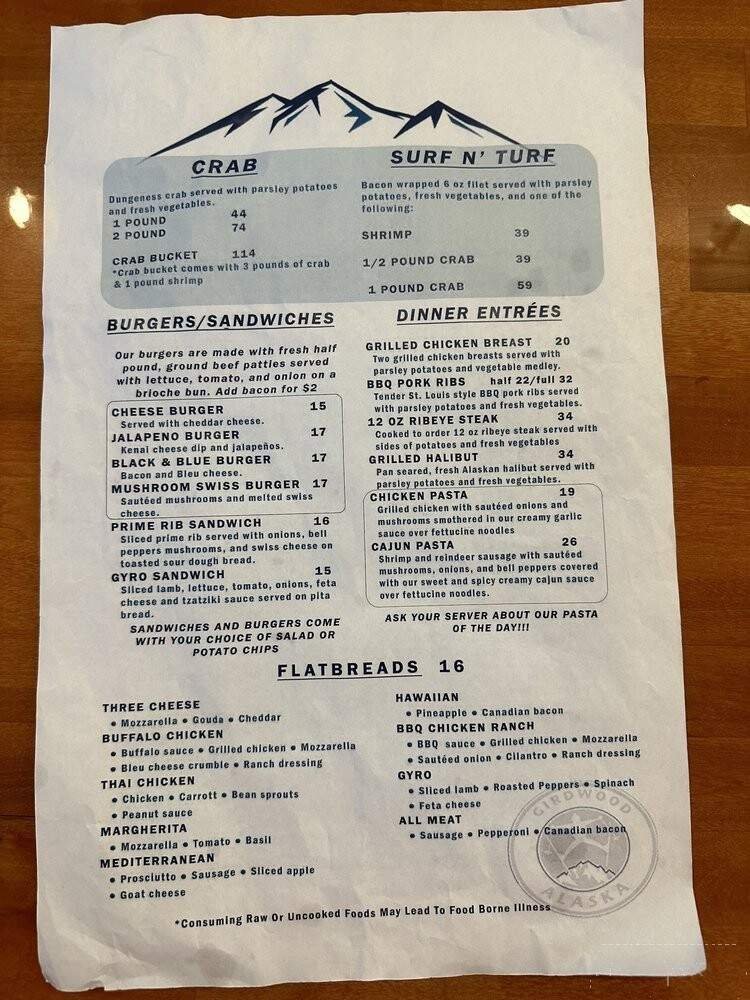 CRAB
Dungeness crab served with parsley potatoes
and fresh vegetables.
1 POUND 44
2 POUND 74
CRAB BUCKET 114
*Crab bucket comes with 3 pounds of crab
& 1 pound shrimp
SURF N' TURF
Bacon wrapped 6 oz filet served with parsley
potatoes, fresh vegetables, and one of the
following:
SHRIMP 39
1/2 POUND CRAB 39
1 POUND CRAB 59
BURGERS/SANDWICHES
Our burgers are made with fresh half
pound, ground beef patties served
with lettuce, tomato, and onion on a
brioche bun. Add bacon for $2
CHEESE BURGER 15
Served with cheddar cheese.
JALAPENO BURGER 17
Kenai cheese dip and jalapeños.
BLACK & BLUE BURGER 17
Bacon and Bleu cheese.
MUSHROOM SWISS BURGER 17
Sautéed mushrooms and melted swiss
cheese.
PRIME RIB SANDWICH 16
Sliced prime rib served with onions, bell
peppers mushrooms, and swiss cheese on
toasted sour dough bread.
GYRO SANDWICH 15
Sliced lamb, lettuce, tomato, onions, feta
cheese and tzatziki sauce served on pita
bread.
SANDWICHES AND BURGERS COME
WITH YOUR CHOICE OF SALAD OR
POTATO CHIPS
DINNER ENTRÉES
GRILLED CHICKEN BREAST 20
Two grilled chicken breasts served with
parsley potatoes and vegetable medley.
BBQ PORK RIBS half 22/full 32
Tender St. Louis style BBQ pork ribs served
with parsley potatoes and fresh vegetables.
12 OZ RIBEYE STEAK 34
Cooked to order 12 oz ribeye steak served with
sides of potatoes and fresh vegetables
GRILLED HALIBUT 34
Pan seared, fresh Alaskan halibut served with
parsley potatoes and fresh vegetables.
CHICKEN PASTA 19
Grilled chicken with sautéed onions and
mushrooms smothered in our creamy garlic
sauce over fettucine noodles
CAJUN PASTA 26
Shrimp and reindeer sausage with sautéed
mushrooms, onions, and bell peppers covered
with our sweet and spicy creamy cajun sauce
over fettucine noodles.
ASK YOUR SERVER ABOUT OUR PASTA
OF THE DAY!!!
FLATBREADS 16
THREE CHEESE
• Mozzarella • Gouda • Cheddar
BUFFALO CHICKEN
• Buffalo sauce • Grilled chicken • Mozzarella
• Bleu cheese crumble • Ranch dressing
THAI CHICKEN
• Chicken • Carrott • Bean sprouts
• Peanut sauce
MARGHERITA
• Mozzarella • Tomato • Basil
MEDITERRANEAN
• Prosciutto • Sausage • Sliced apple
• Goat cheese
HAWAIIAN
• Pineapple • Canadian bacon
BBQ CHICKEN RANCH
• BBQ sauce • Grilled chicken • Mozzarella
• Sautéed onion • Cilantro • Ranch dressing
GYRO
• Sliced lamb • Roasted Peppers • Spinach
• Feta cheese
ALL MEAT
• Sausage • Pepperoni • Canadian bacon
GIRDWOOD
ALASKA
*Consuming Raw Or Uncooked Foods May Lead To Food Borne Illness